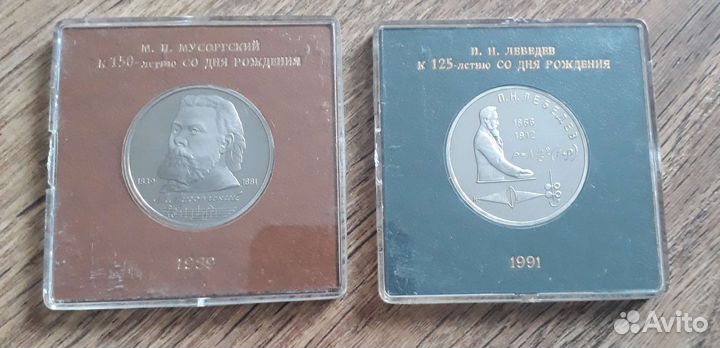 М. П. МУСОРГСКИЙ
К 150-ЛЕТИЮ СО ДНЯ РОЖДЕНИЯ
1839 1881
1989
П. Н. ЛЕБЕДЕВ
К 125-ЛЕТИЮ СО ДНЯ РОЖДЕНИЯ
П.Н.ЛЕБЕДЕВ
1866
1912
1991
Avito